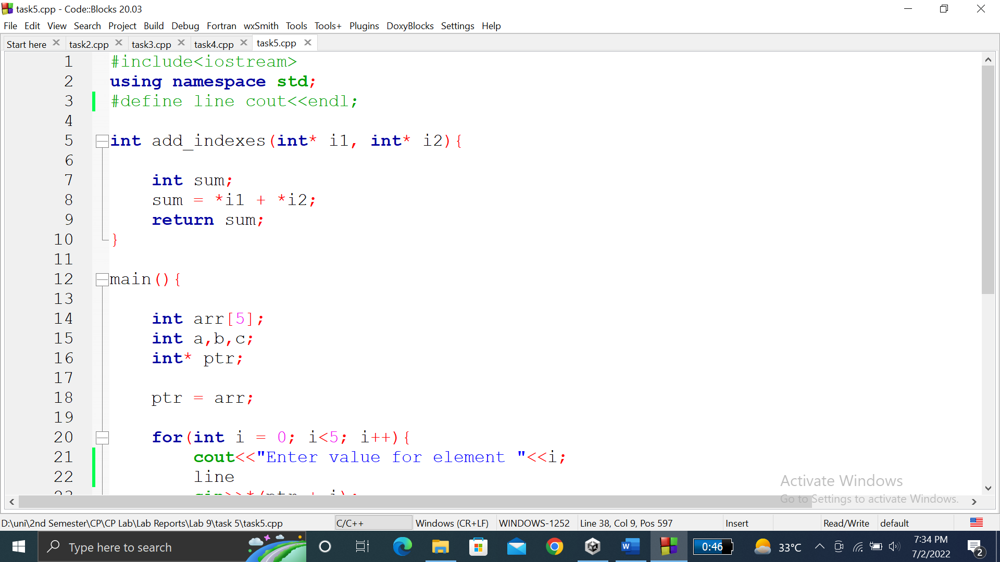 task5.cpp - Code::Blocks 20.03
File Edit View Search Project Build Debug Fortran wxSmith Tools Tools+ Plugins DoxyBlocks Settings Help
Start here task2.cpp task3.cpp task4.cpp task5.cpp
1 #include<iostream>
2 using namespace std;
3 #define line cout<<endl;
4
5 int add_indexes(int* i1, int* i2){
6
7 int sum;
8 sum = *i1 + *i2;
9 return sum;
10 }
11
12 main(){
13
14 int arr[5];
15 int a,b,c;
16 int* ptr;
17
18 ptr = arr;
19
20 for(int i = 0; i<5; i++){
21 cout<<"Enter value for element "<<i;
22 line
23 cin>>*(ptr + i);
Activate Windows
Go to Settings to activate Windows.
D:\uni\2nd Semester\CP\CP Lab\Lab Reports\Lab 9\task 5\task5.cpp C/C++ Windows (CR+LF) WINDOWS-1252 Line 38, Col 9, Pos 597 Insert Read/Write default
Type here to search 0:46 33°C 7:34 PM
7/2/2022 2